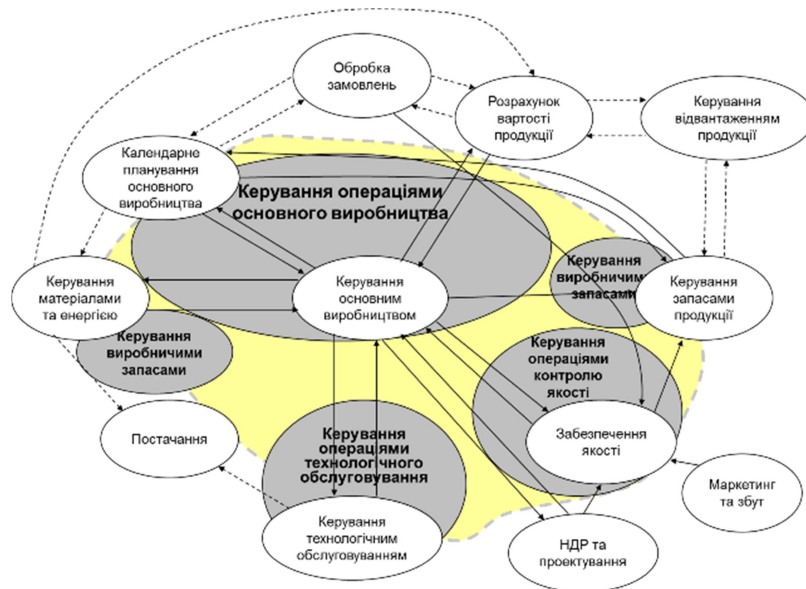 Обробка
замовлень
Розрахунок
вартості
продукції
Керування
відвантаженням
продукції
Календарне
планування
основного
виробництва
Керування операціями
основного виробництва
Керування
матеріалами
та енергією
Керування
основним
виробництвом
Керування
виробничими
запасами
Керування
запасами
продукції
Керування
виробничими
запасами
Керування
операціями
контролю
якості
Постачання
Керування
операціями
технологічного
обслуговування
Забезпечення
якості
Маркетинг
та збут
Керування
технологічним
обслуговуванням
НДР та
проектування